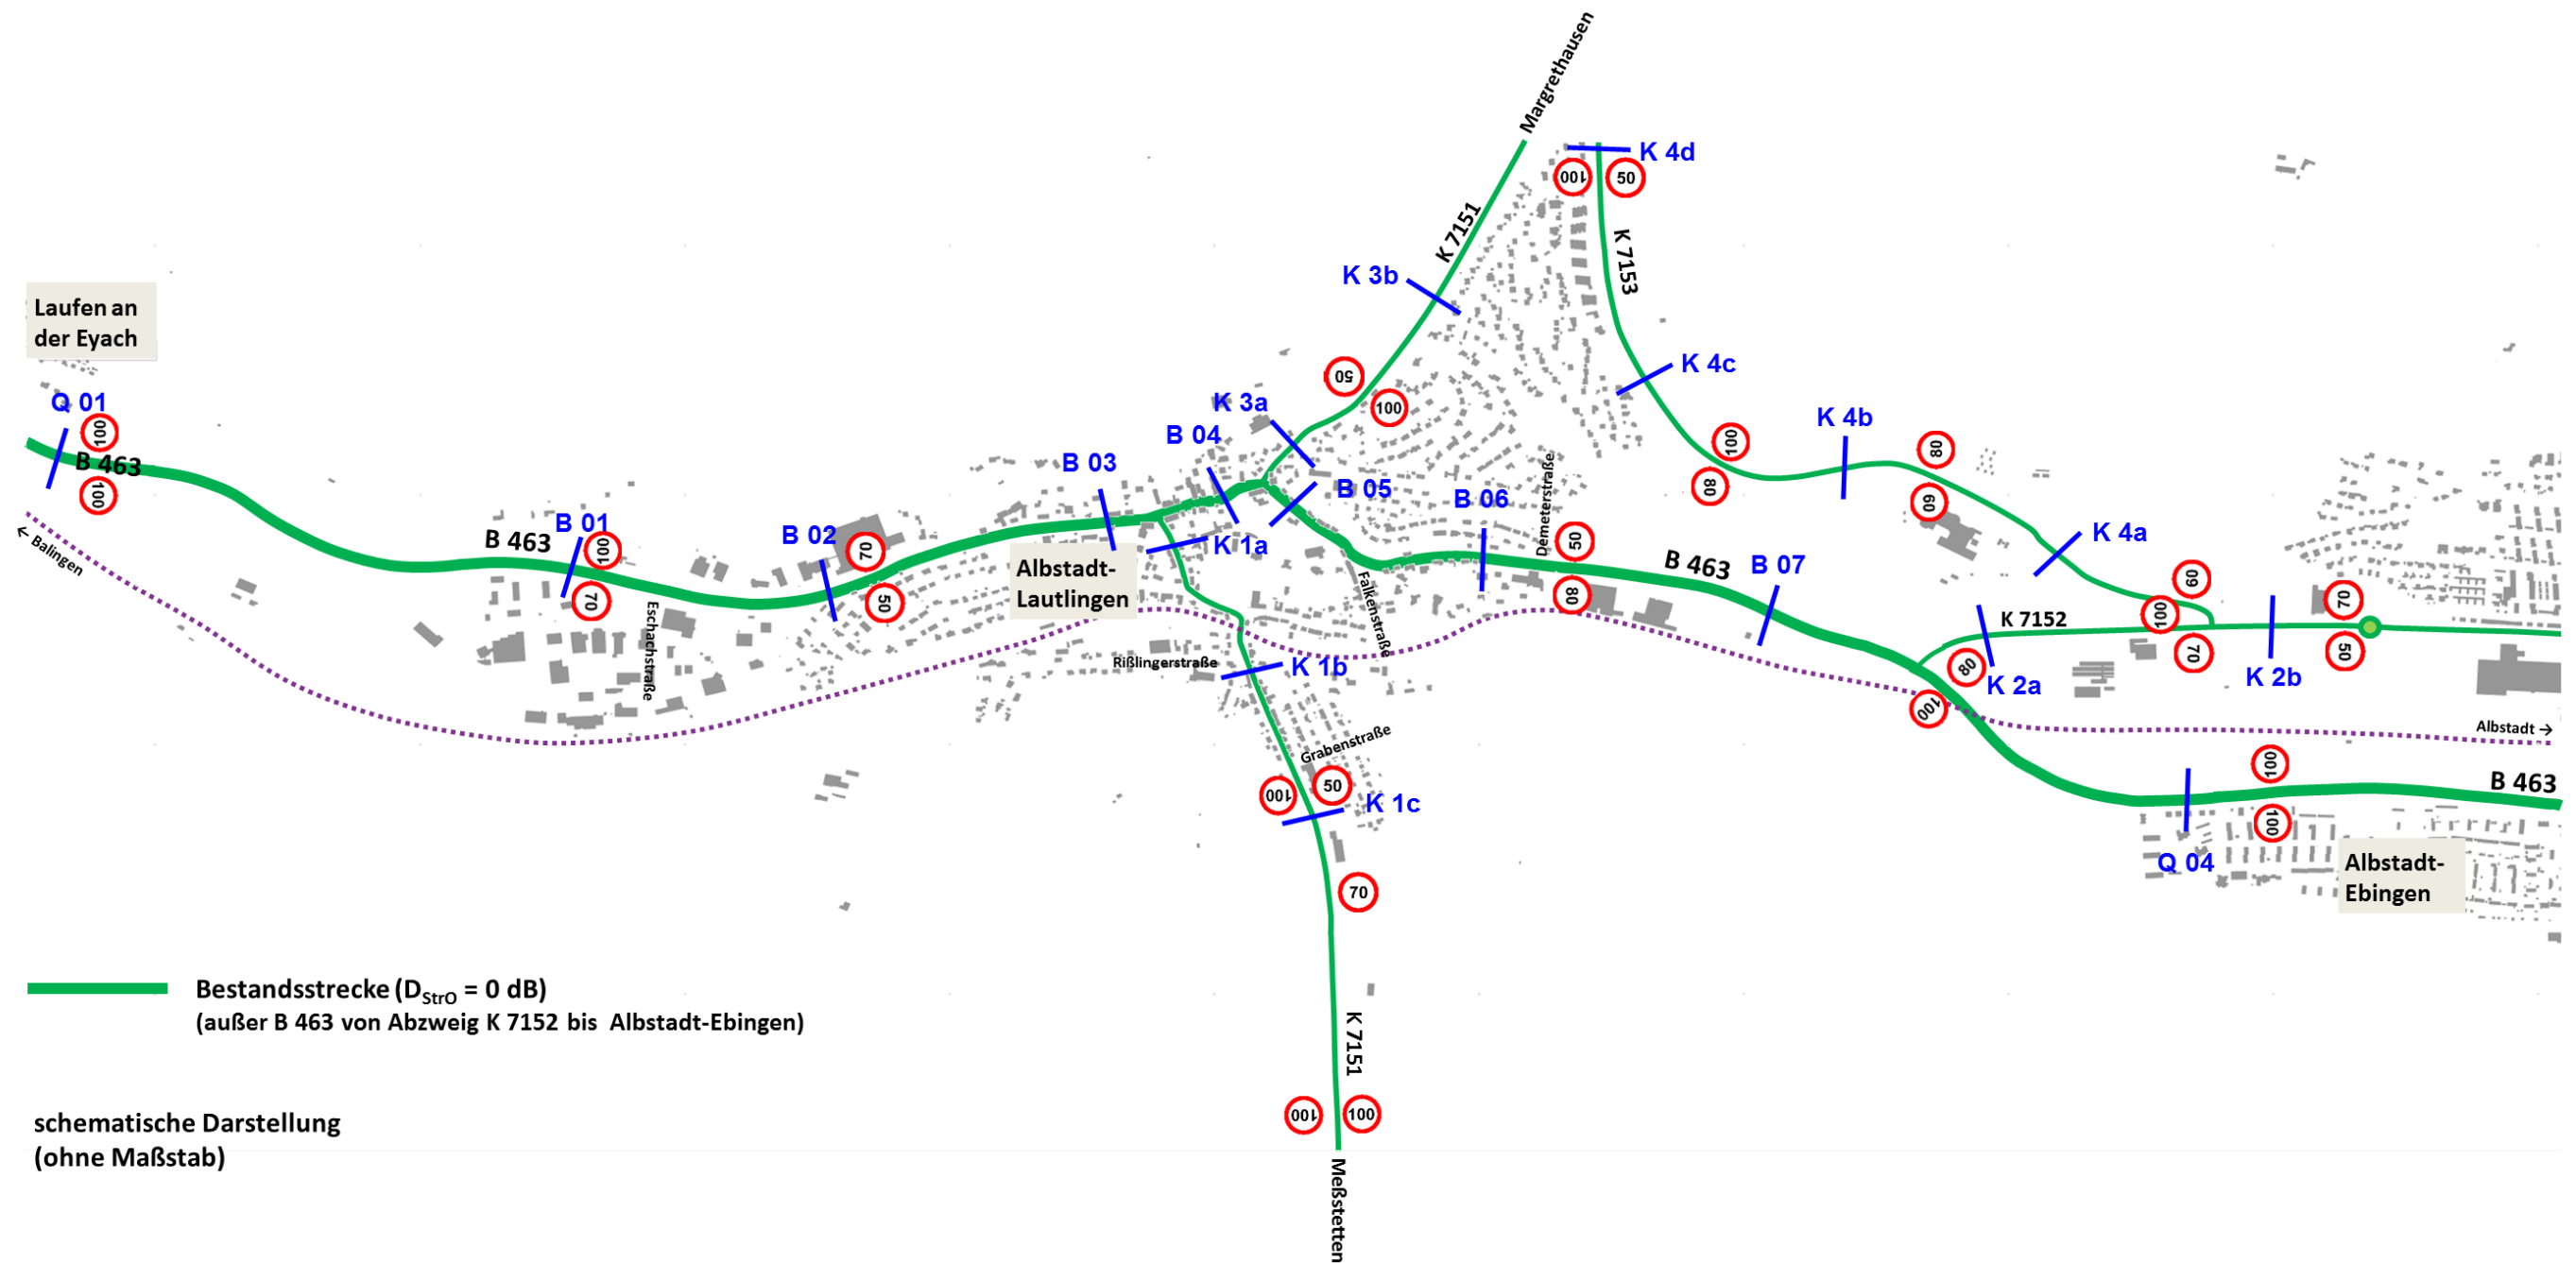 Margrethausen
K 4d
100
50
K 7151
K 7153
K 3b
Laufen an
der Eyach
K 4c
50
100
Q 01
K 3a
K 4b
100
B 04
100
80
B 463
B 03
80
100
B 05
60
Demeterstraße
B 06
B 01
B 463
B 02
70
K 1a
50
K 4a
← Balingen
100
Albstadt-
Lautlingen
B 463
B 07
60
70
50
Falkenstraße
80
100
70
K 7152
Eschachstraße
Rißlingerstraße
K 1b
80
K 2a
70
50
K 2b
100
Grabenstraße
Albstadt →
100
50
100
B 463
K 1c
100
Q 04
Albstadt-
Ebingen
70
Bestandsstrecke (DStrO = 0 dB)
(außer B 463 von Abzweig K 7152 bis Albstadt-Ebingen)
K 7151
schematische Darstellung
(ohne Maßstab)
100
100
Meßstetten